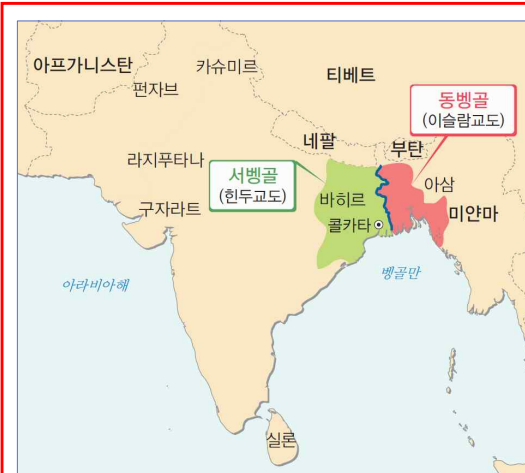 아프가니스탄
카슈미르
펀자브
티베트
동벵골
(이슬람교도)
네팔
부탄
라지푸타나
서벵골
(힌두교도)
아삼
바히르
구자라트
미얀마
콜카타
아라비아해
벵골만
실론